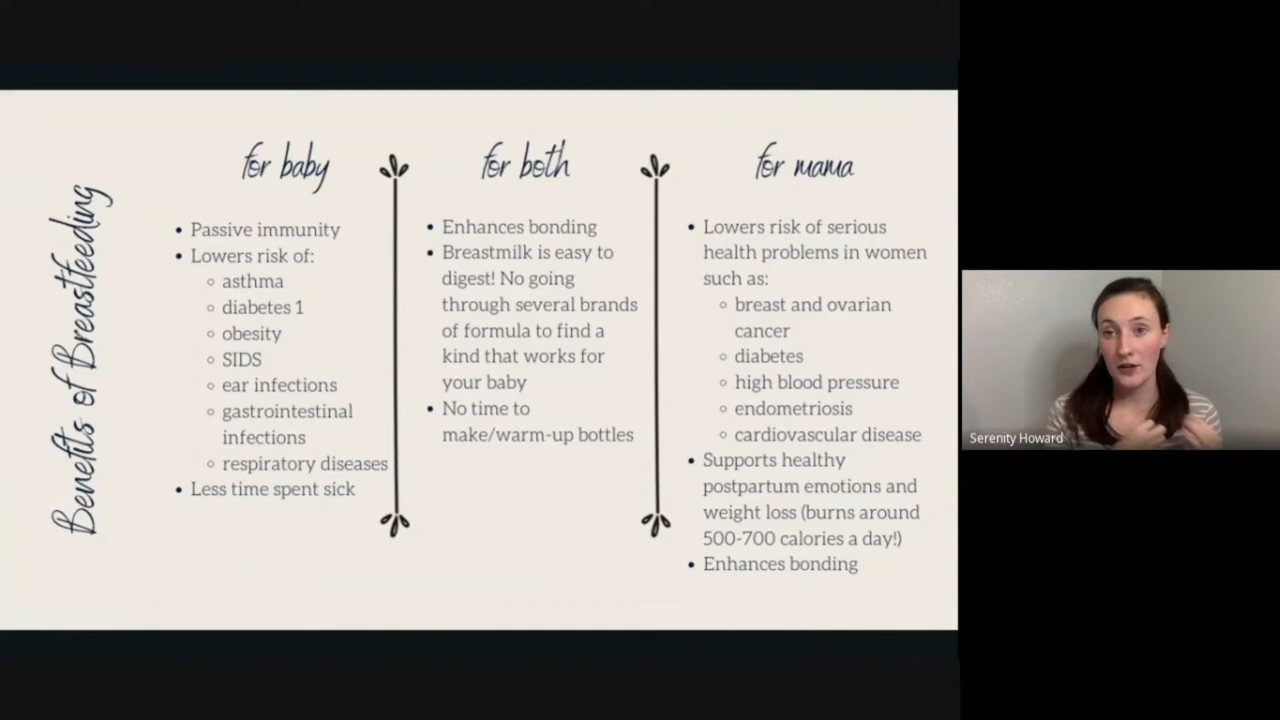 Benefits of Breastfeeding
for baby
• Passive immunity
• Lowers risk of:
◦ asthma
◦ diabetes 1
◦ obesity
◦ SIDS
◦ ear infections
◦ gastrointestinal
infections
◦ respiratory diseases
• Less time spent sick
for both
• Enhances bonding
• Breastmilk is easy to
digest! No going
through several brands
of formula to find a
kind that works for
your baby
• No time to
make/warm-up bottles
for mama
• Lowers risk of serious
health problems in women
such as:
◦ breast and ovarian
cancer
◦ diabetes
◦ high blood pressure
◦ endometriosis
◦ cardiovascular disease
• Supports healthy
postpartum emotions and
weight loss (burns around
500-700 calories a day!)
• Enhances bonding
Serenity Howard